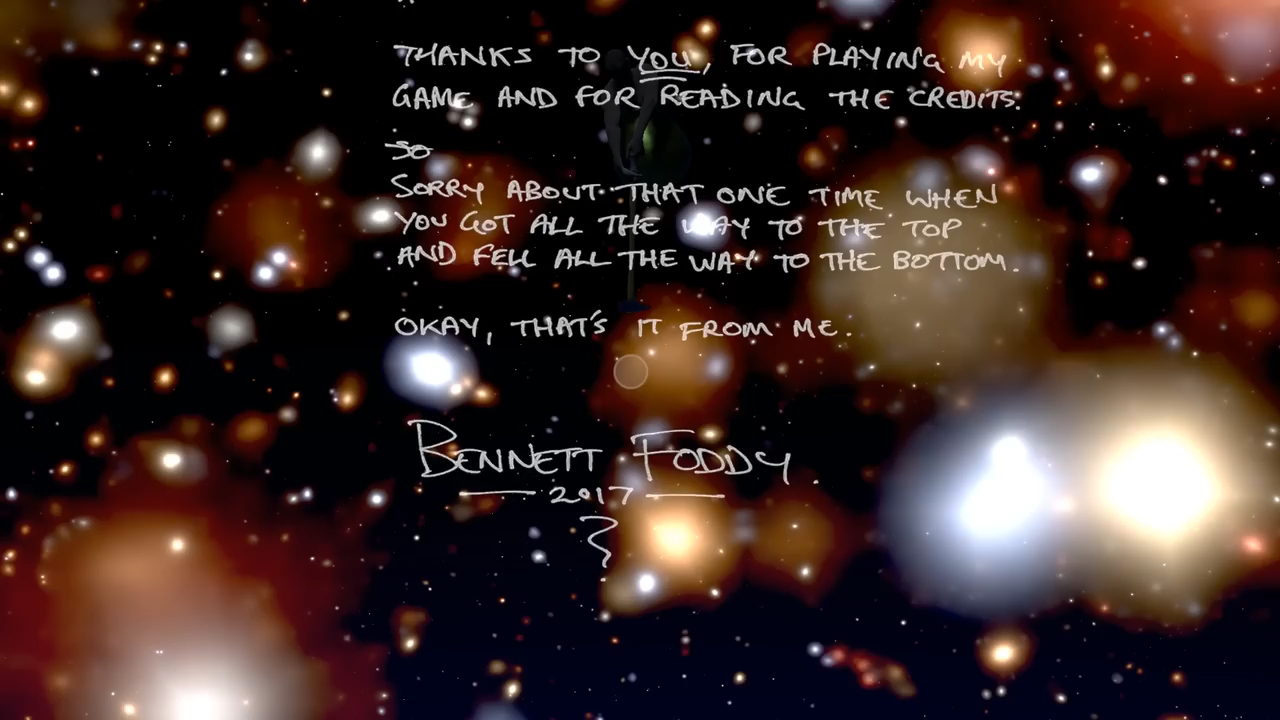 THANKS TO YOU, FOR PLAYING MY
GAME AND FOR READING THE CREDITS.
SO
SORRY ABOUT THAT ONE TIME WHEN
YOU GOT ALL THE WAY TO THE TOP
AND FELL ALL THE WAY TO THE BOTTOM.
OKAY, THAT'S IT FROM ME.
BENNETT FODDY.
2017